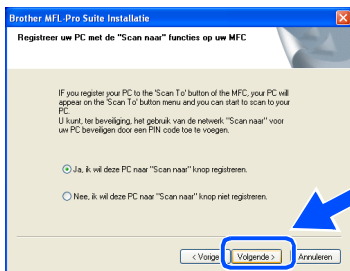 Brother MFL-Pro Suite Installatie
Registreer uw PC met de "Scan naar" functies op uw MFC
IF you register your PC to the 'Scan To' button of the MFC, your PC will
appear on the 'Scan To' button menu and you can start to scan to your
PC.
U kunt, ter beveiliging, het gebruik van de netwerk "Scan naar" voor
uw PC beveiligen door een PIN code toe te voegen.
Ja, ik wil deze PC naar "Scan naar" knop registreren.
Nee, ik wil deze PC naar "Scan naar" knop niet registreren.
< Vorige
Volgende >
Annuleren